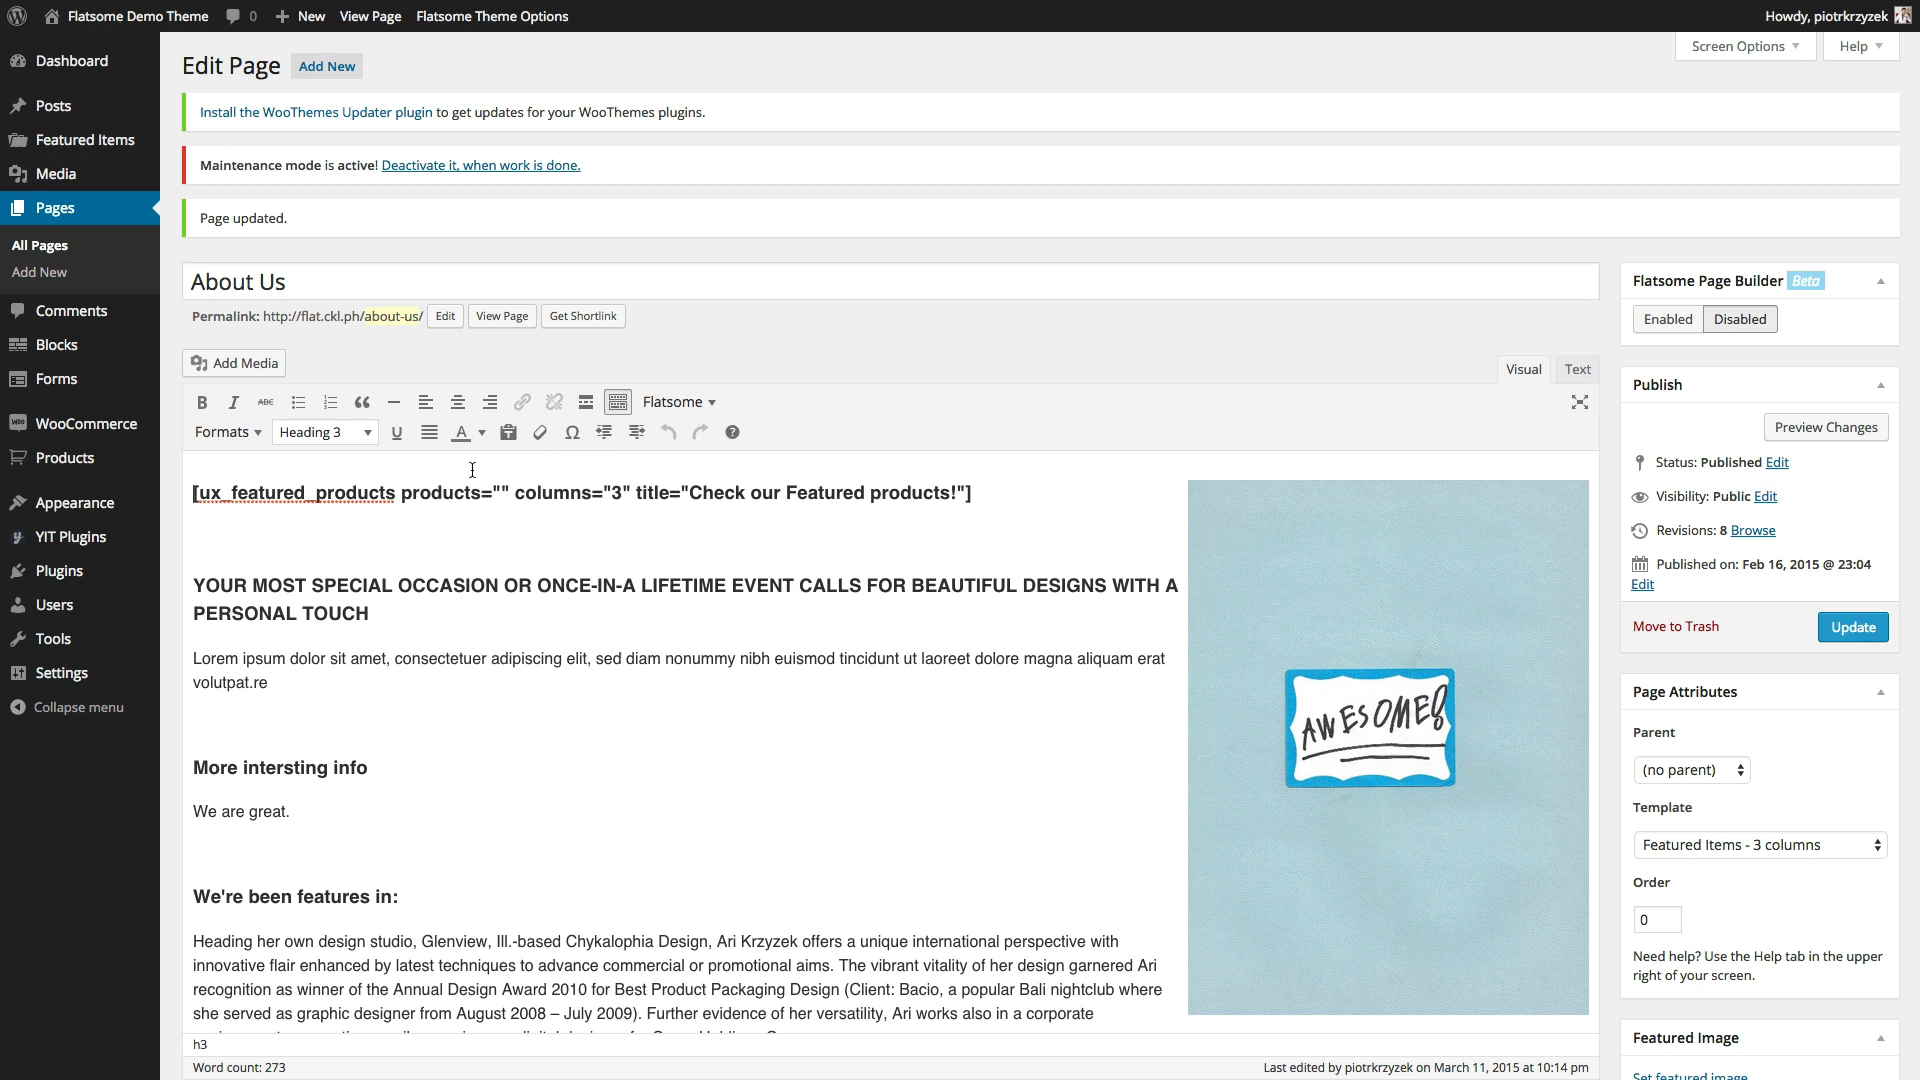 Flatsome Demo Theme 0 New View Page Flatsome Theme Options Howdy, piotrkrzyzek
Screen Options Help
Dashboard
Posts
Featured Items
Media
Pages
All Pages
Add New
Comments
Blocks
Forms
WooCommerce
Products
Appearance
YIT Plugins
Plugins
Users
Tools
Settings
Collapse menu
Edit Page Add New
Install the WooThemes Updater plugin to get updates for your WooThemes plugins.
Maintenance mode is active! Deactivate it, when work is done.
Page updated.
About Us
Permalink: http://flat.ckl.ph/about-us/ Edit View Page Get Shortlink
Add Media
Visual Text
B I ABC Flatsome
Formats Heading 3 U A Ω
[ux_featured_products products="" columns="3" title="Check our Featured products!"]
YOUR MOST SPECIAL OCCASION OR ONCE-IN-A LIFETIME EVENT CALLS FOR BEAUTIFUL DESIGNS WITH A
PERSONAL TOUCH
Lorem ipsum dolor sit amet, consectetuer adipiscing elit, sed diam nonummy nibh euismod tincidunt ut laoreet dolore magna aliquam erat
volutpat.re
More intersting info
We are great.
We're been features in:
Heading her own design studio, Glenview, Ill.-based Chykalophia Design, Ari Krzyzek offers a unique international perspective with
innovative flair enhanced by latest techniques to advance commercial or promotional aims. The vibrant vitality of her design garnered Ari
recognition as winner of the Annual Design Award 2010 for Best Product Packaging Design (Client: Bacio, a popular Bali nightclub where
she served as graphic designer from August 2008 – July 2009). Further evidence of her versatility, Ari works also in a corporate
AWESOME!
h3
Word count: 273 Last edited by piotrkrzyzek on March 11, 2015 at 10:14 pm
Flatsome Page Builder Beta
Enabled Disabled
Publish
Preview Changes
Status: Published Edit
Visibility: Public Edit
Revisions: 8 Browse
Published on: Feb 16, 2015 @ 23:04
Edit
Move to Trash Update
Page Attributes
Parent
(no parent)
Template
Featured Items - 3 columns
Order
0
Need help? Use the Help tab in the upper
right of your screen.
Featured Image
Set featured image